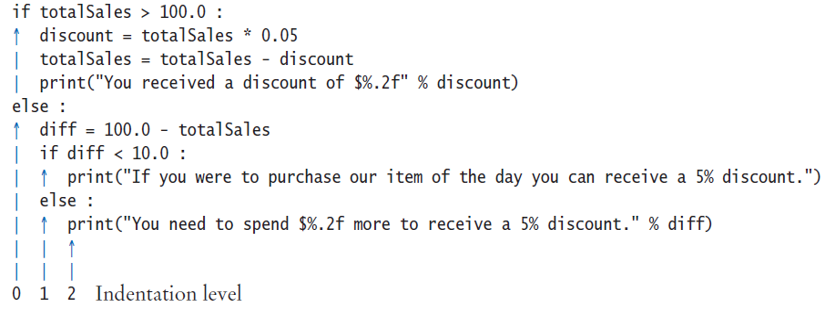 if totalSales > 100.0 :
discount = totalSales * 0.05
totalSales = totalSales - discount
print("You received a discount of $%.2f" % discount)
else :
diff = 100.0 - totalSales
if diff < 10.0 :
print("If you were to purchase our item of the day you can receive a 5% discount.")
else :
print("You need to spend $%.2f more to receive a 5% discount." % diff)
0 1 2 Indentation level